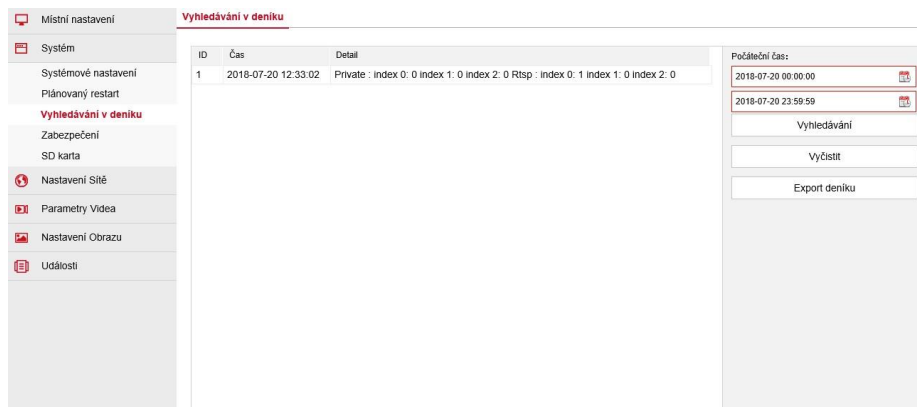 Místní nastavení
Systém
Systémové nastavení
Plánovaný restart
Vyhledávání v deníku
Zabezpečení
SD karta
Nastavení Sítě
Parametry Videa
Nastavení Obrazu
Události
Vyhledávání v deníku
ID Čas Detail
1 2018-07-20 12:33:02 Private : index 0: 0 index 1: 0 index 2: 0 Rtsp : index 0: 1 index 1: 0 index 2: 0
Počáteční čas:
2018-07-20 00:00:00
2018-07-20 23:59:59
Vyhledávání
Vyčistit
Export deníku